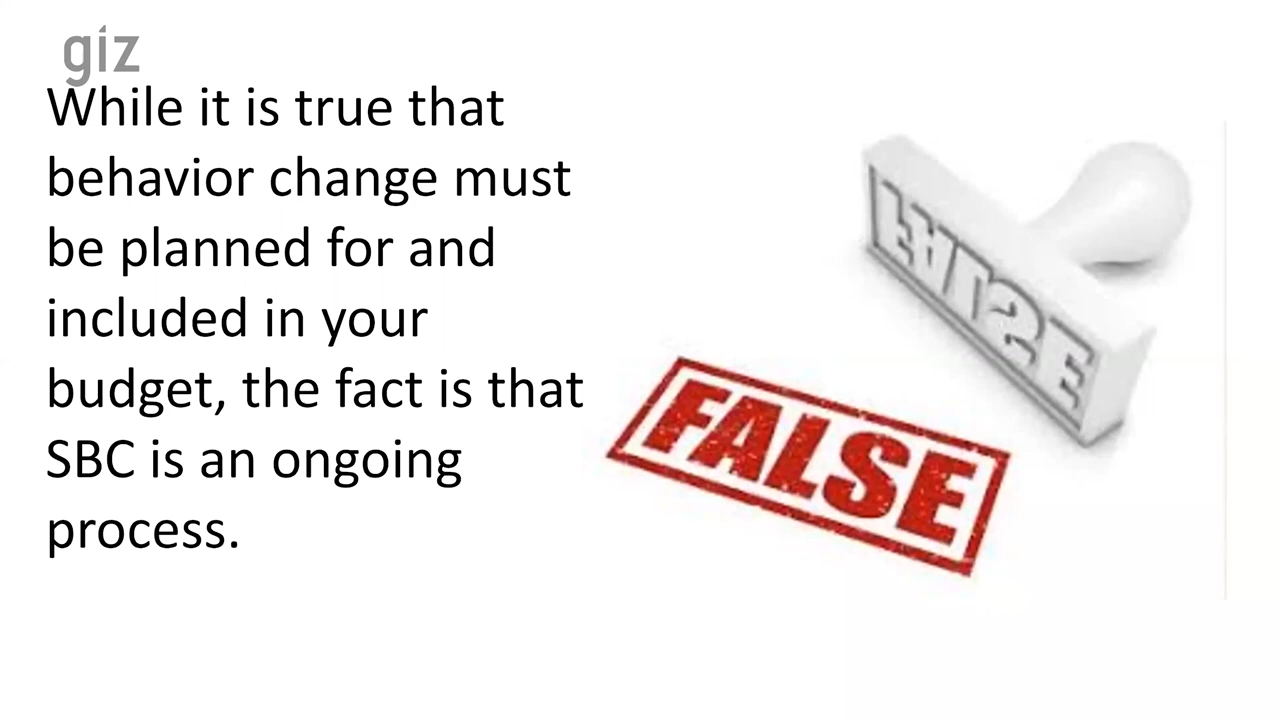 giz
While it is true that
behavior change must
be planned for and
included in your
budget, the fact is that
SBC is an ongoing
process.
FALSE
FALSE